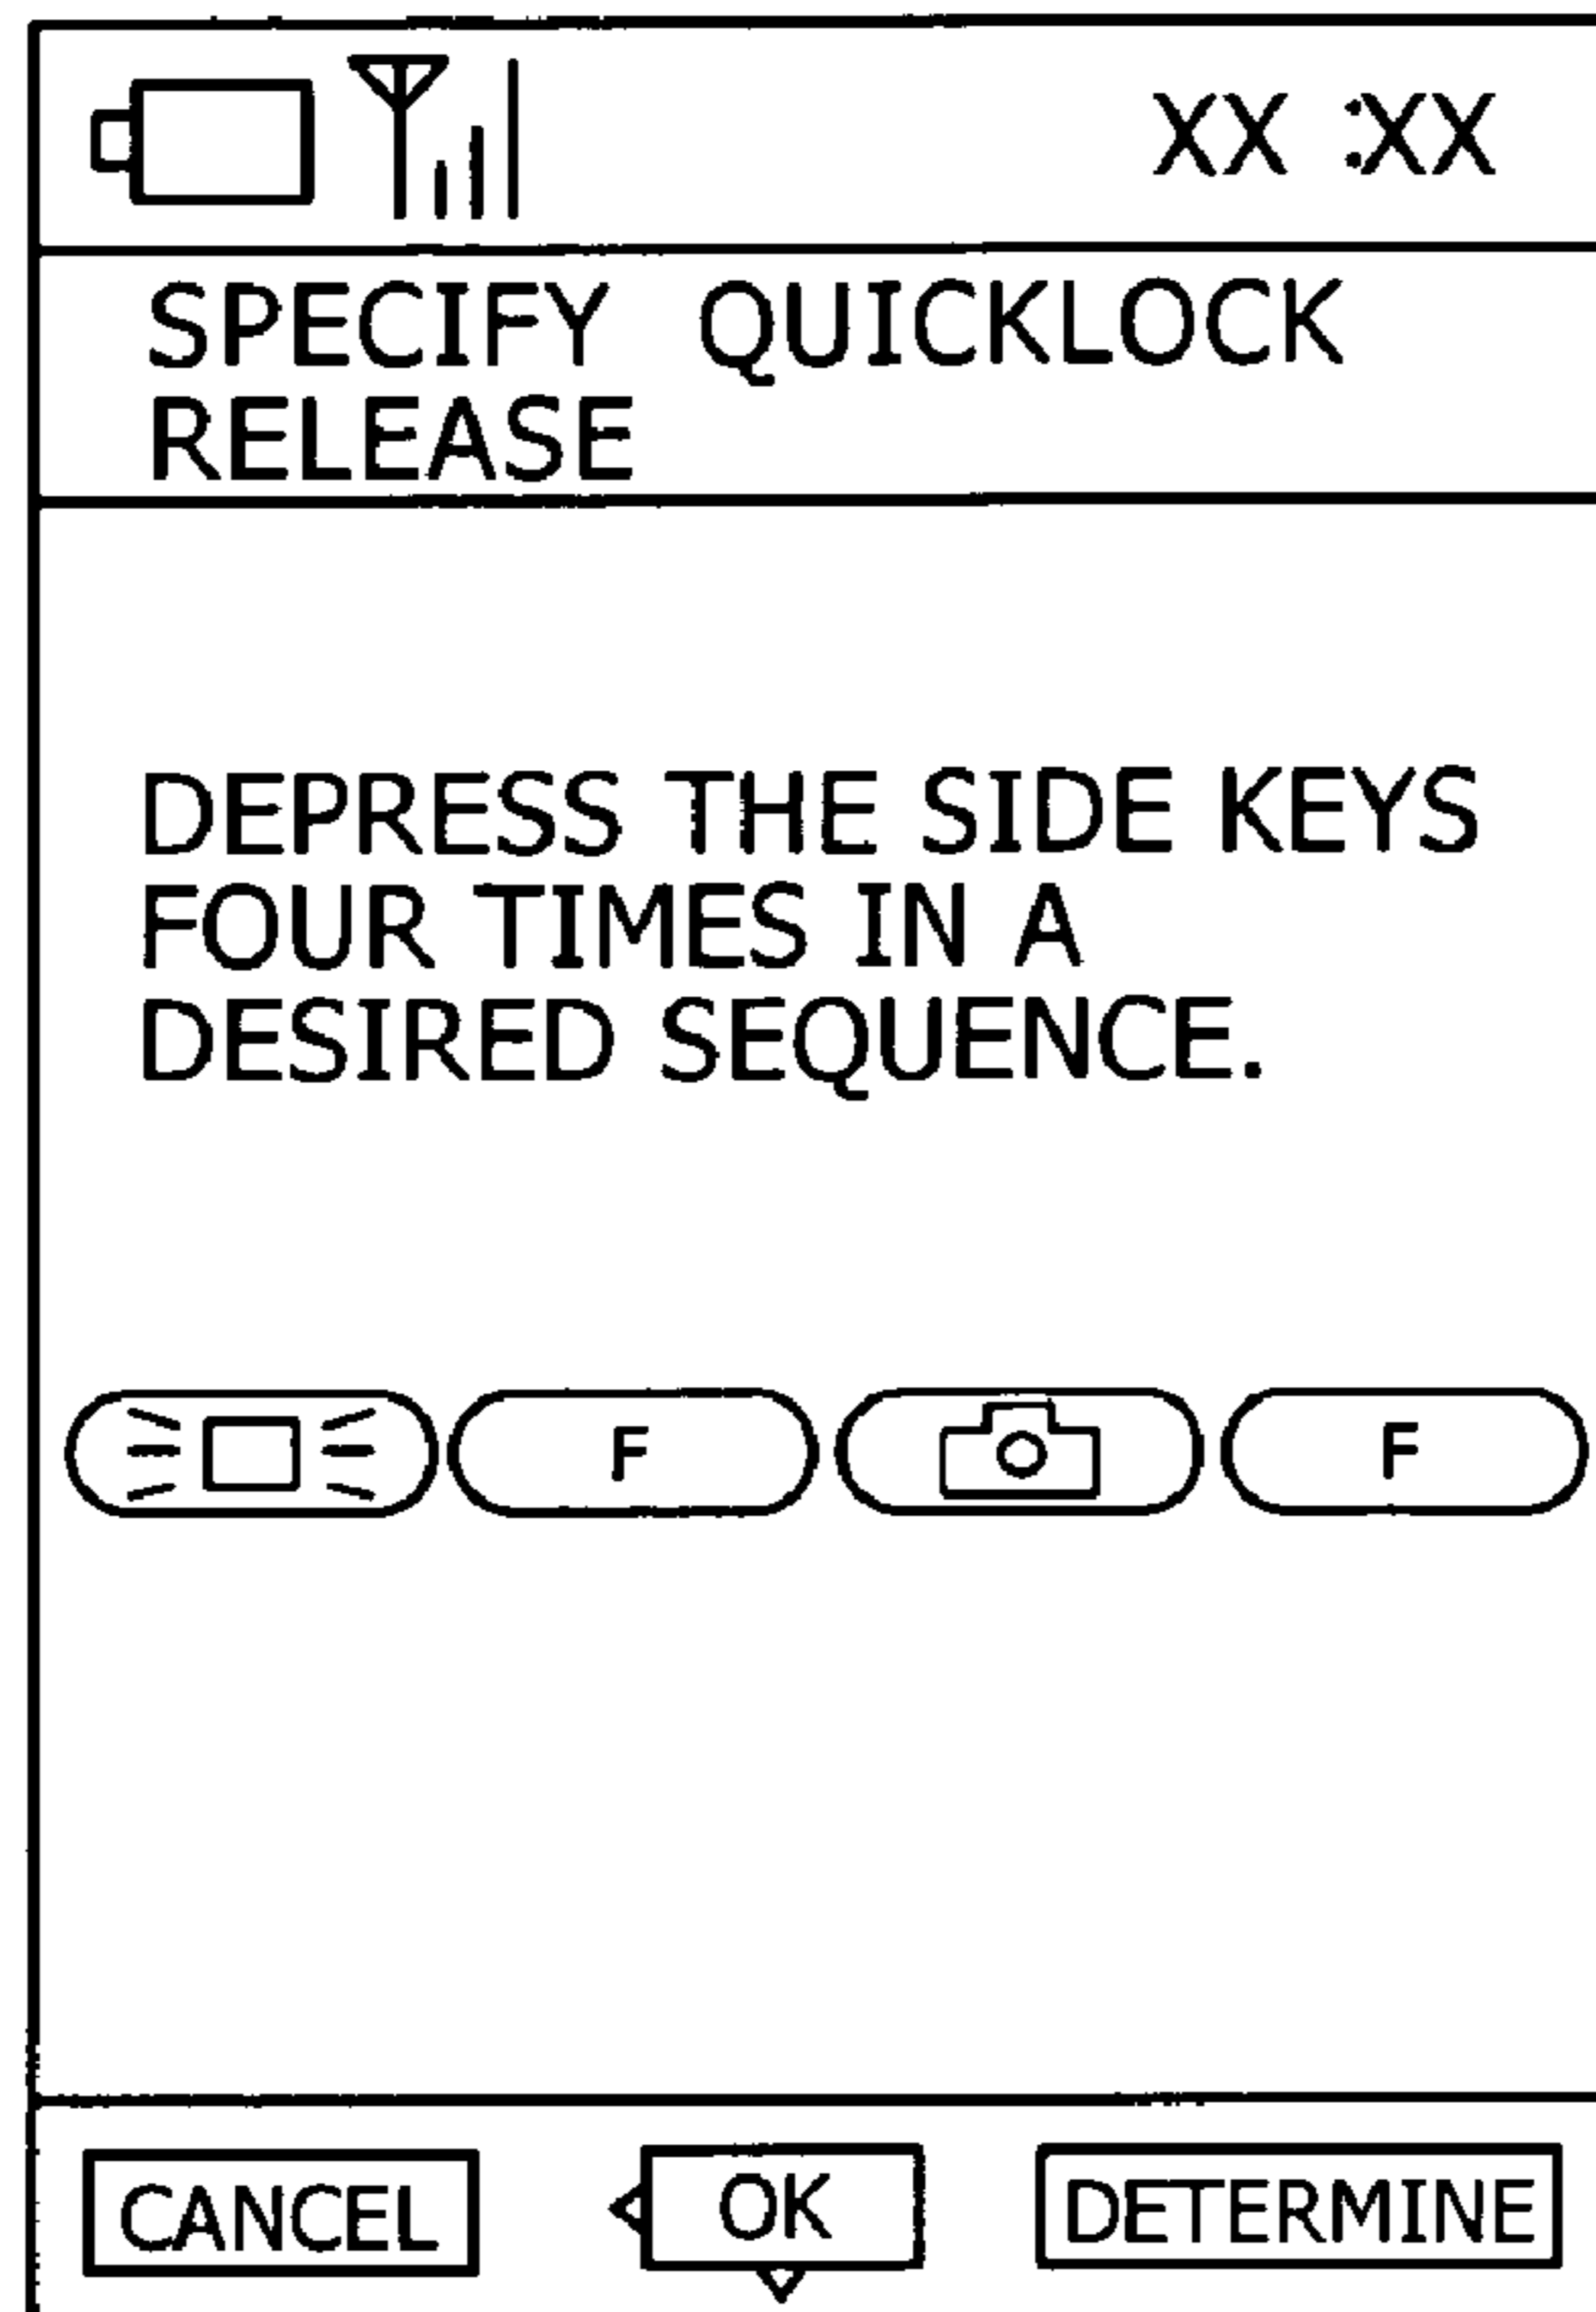 XX :XX
SPECIFY QUICKLOCK
RELEASE
DEPRESS THE SIDE KEYS
FOUR TIMES IN A
DESIRED SEQUENCE.
F F
CANCEL OK DETERMINE